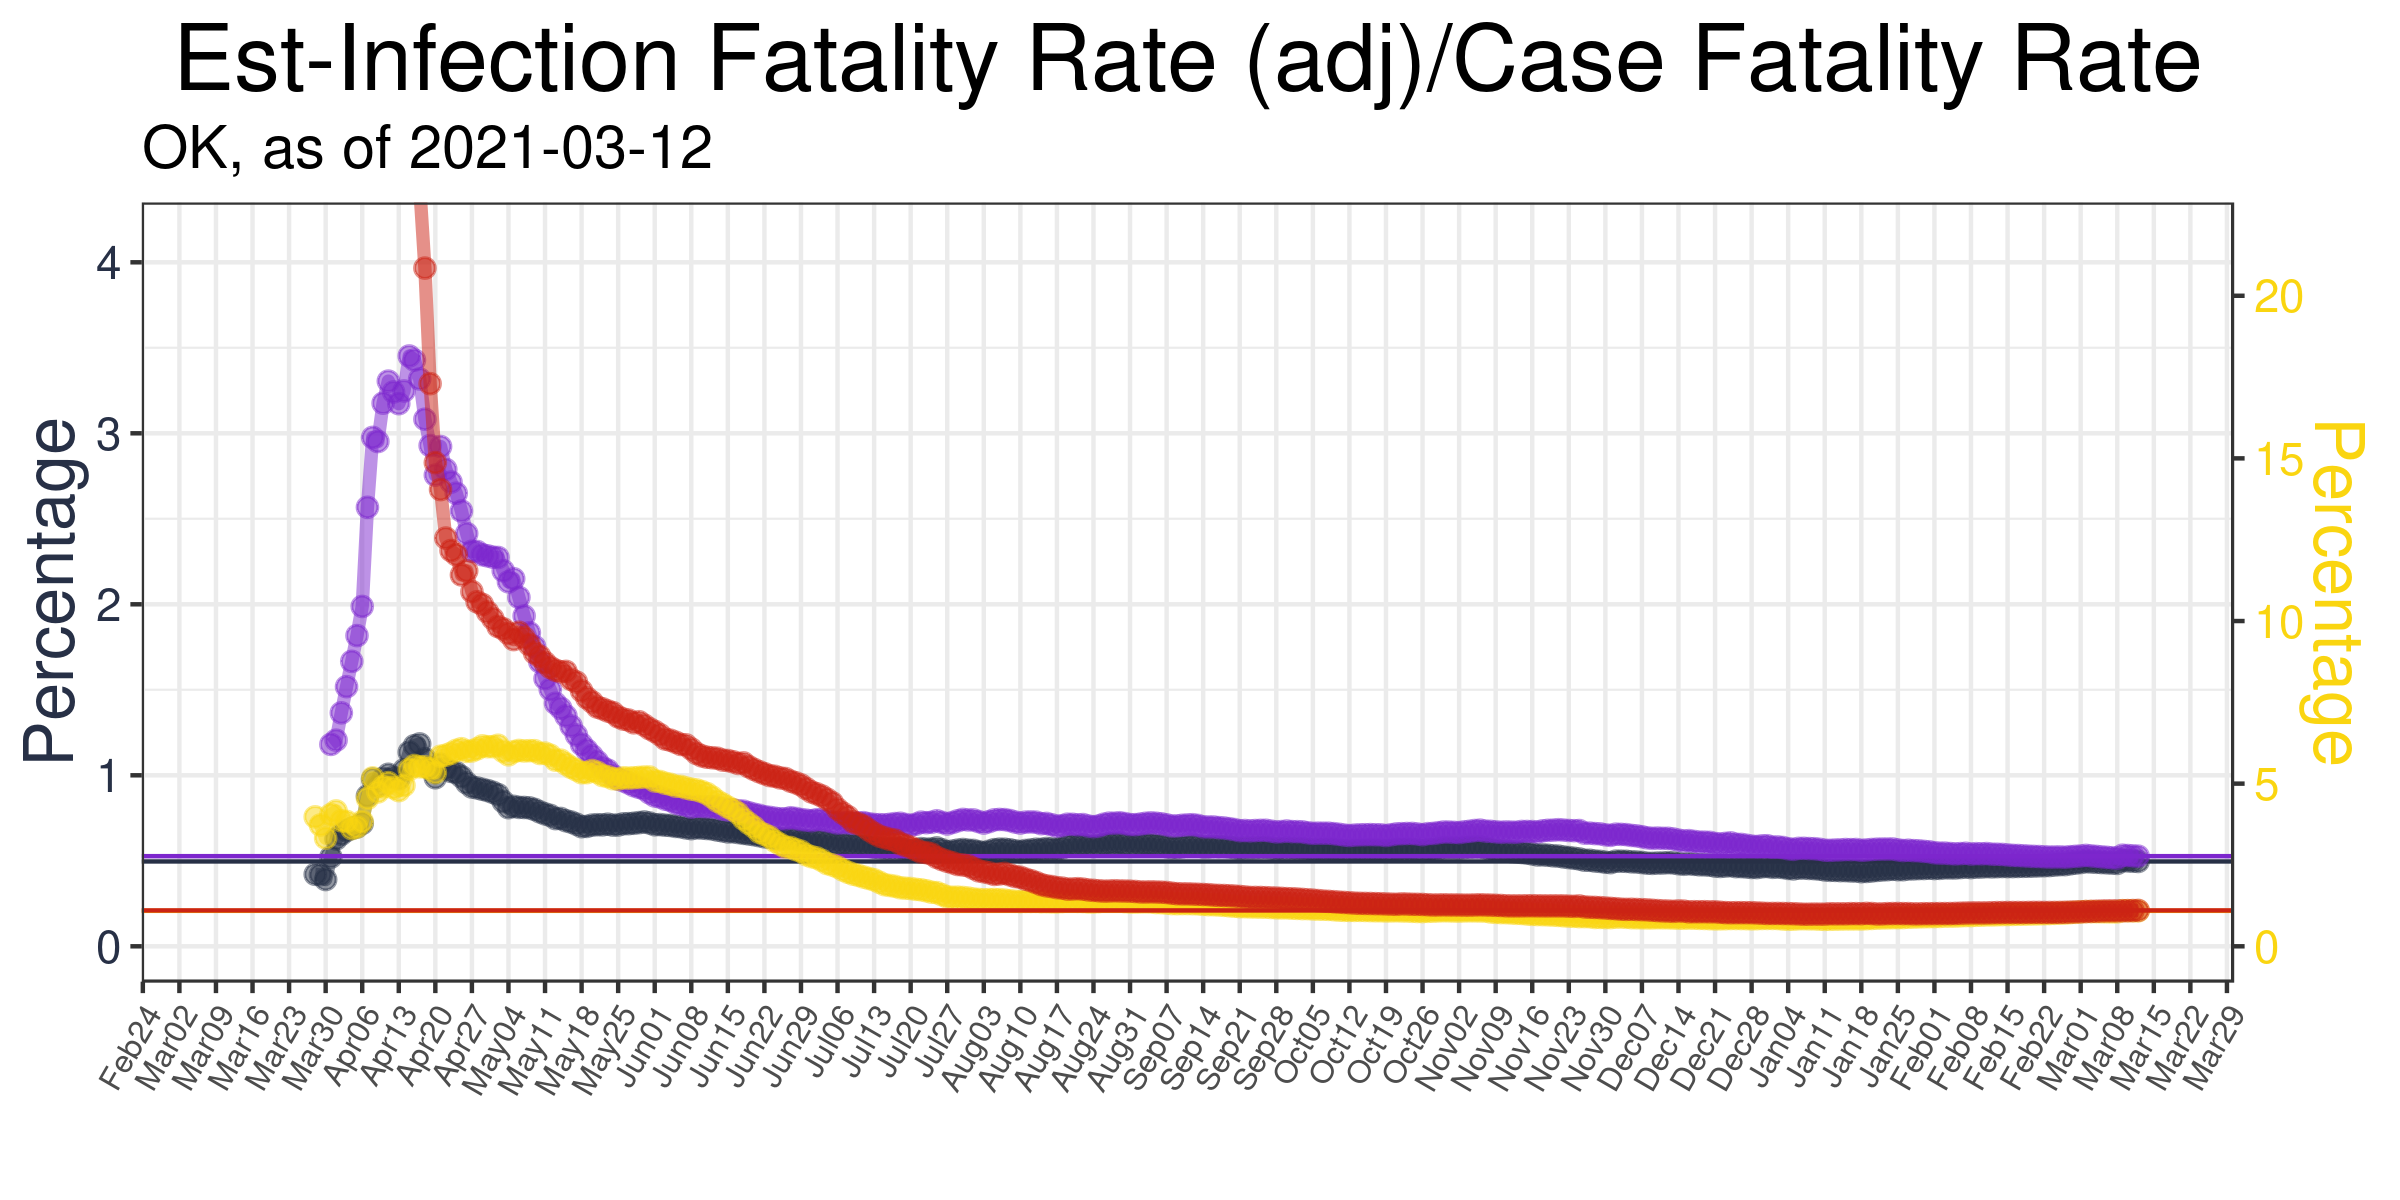 Est-Infection Fatality Rate (adj)/Case Fatality Rate
OK, as of 2021-03-12
Percentage
4
3
2
1
0
Percentage
20
15
10
5
0
Feb24
Mar02
Mar09
Mar16
Mar23
Mar30
Apr06
Apr13
Apr20
Apr27
May04
May11
May18
May25
Jun01
Jun08
Jun15
Jun22
Jun29
Jul06
Jul13
Jul20
Jul27
Aug03
Aug10
Aug17
Aug24
Aug31
Sep07
Sep14
Sep21
Sep28
Oct05
Oct12
Oct19
Oct26
Nov02
Nov09
Nov16
Nov23
Nov30
Dec07
Dec14
Dec21
Dec28
Jan04
Jan11
Jan18
Jan25
Feb01
Feb08
Feb15
Feb22
Mar01
Mar08
Mar15
Mar22
Mar29